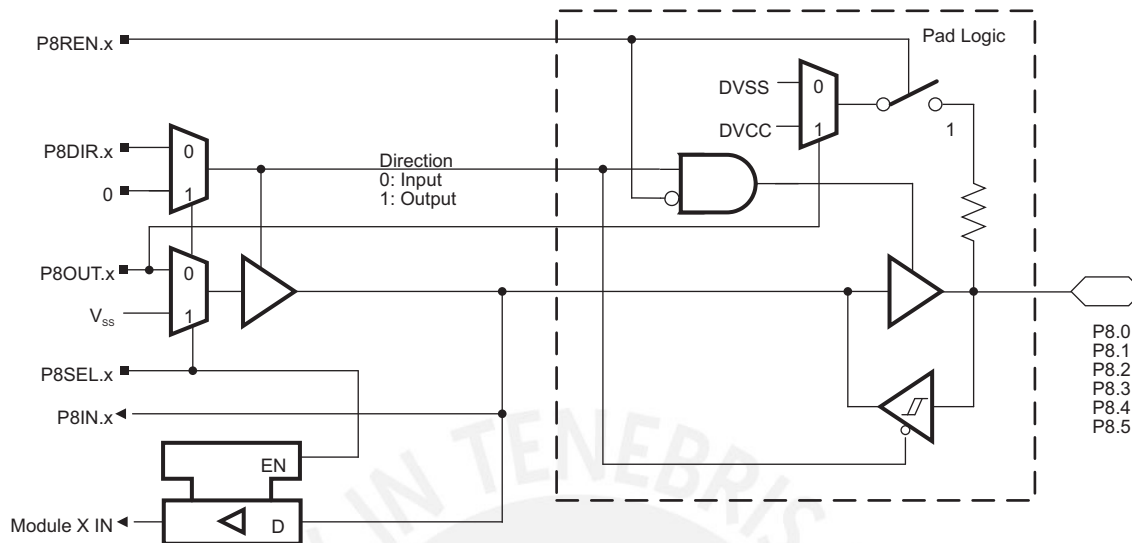 P8REN.x
Pad Logic
DVSS
0
DVCC
1
1
P8DIR.x
0
0
1
Direction
0: Input
1: Output
P8OUT.x
0
VSS
1
P8SEL.x
P8IN.x
EN
D
Module X IN
P8.0
P8.1
P8.2
P8.3
P8.4
P8.5
IN TENEBRIS